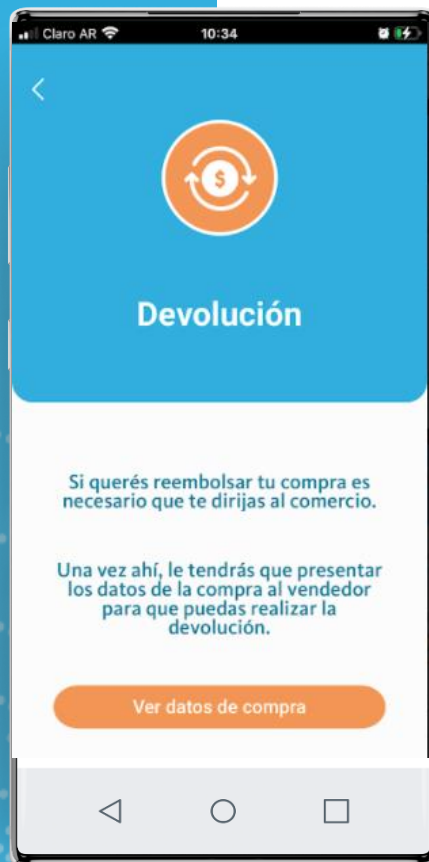 Claro AR
10:34
$
Devolución
Si querés reembolsar tu compra es
necesario que te dirijas al comercio.
Una vez ahí, le tendrás que presentar
los datos de la compra al vendedor
para que puedas realizar la
devolución.
Ver datos de compra